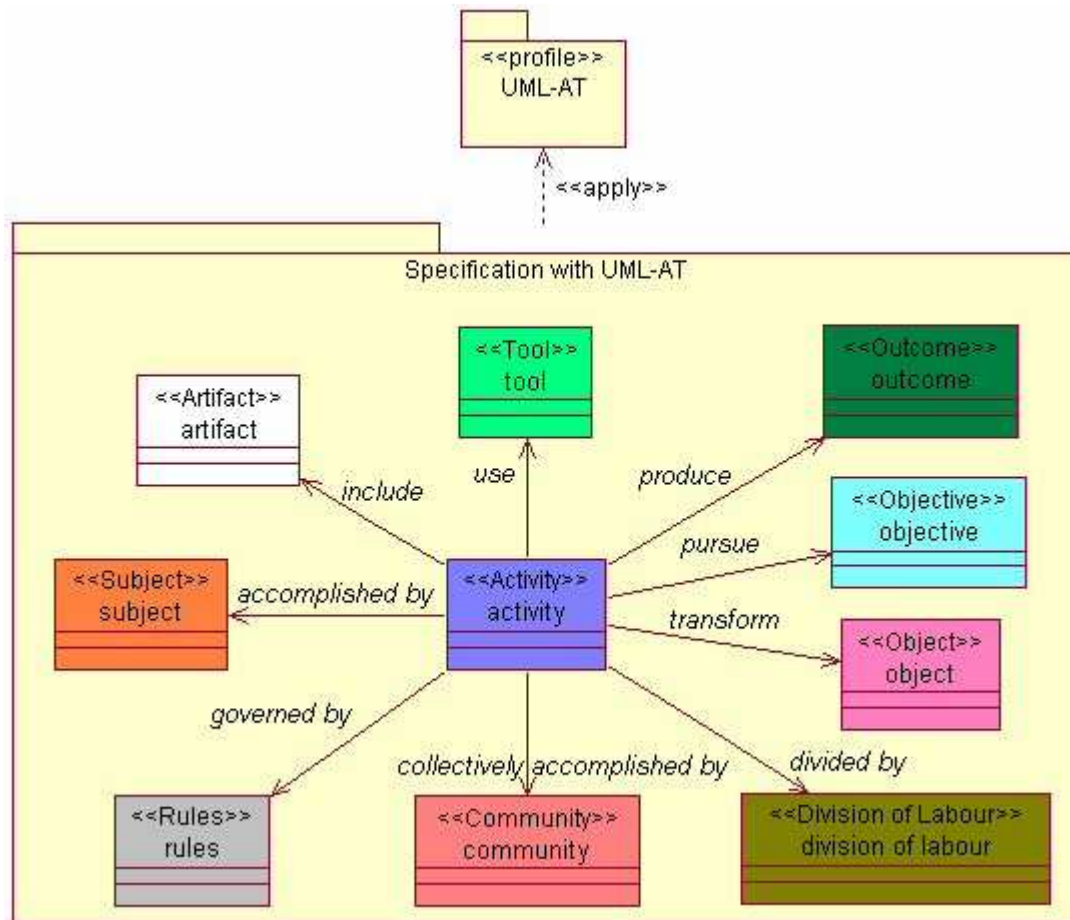 <<profile>>
UML-AT
<<apply>>
Specification with UML-AT
<<Tool>>
tool
<<Outcome>>
outcome
<<Artifact>>
artifact
use
produce
include
<<Objective>>
objective
pursue
<<Subject>>
subject
accomplished by
<<Activity>>
activity
transform
<<Object>>
object
governed by
collectively accomplished by
divided by
<<Rules>>
rules
<<Community>>
community
<<Division of Labour>>
division of labour